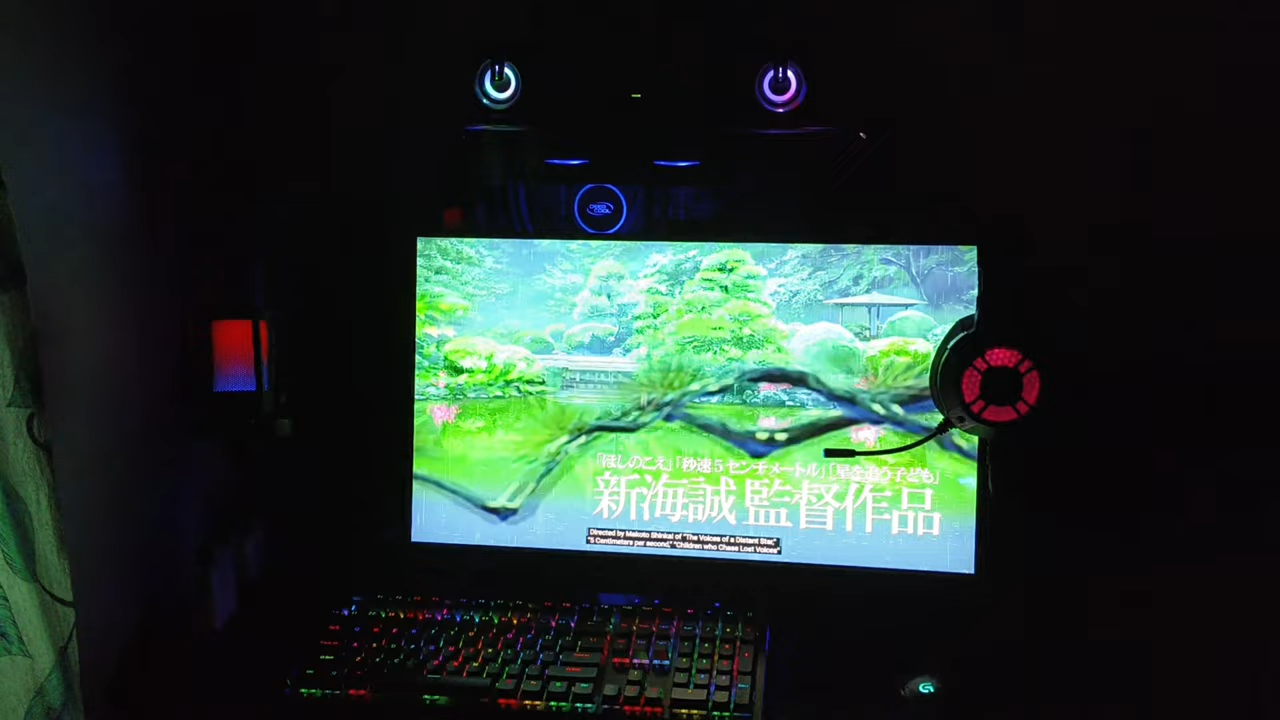 DEEP
COOL
「ほしのこえ」「秒速５センチメートル」「星を追う子ども」
新海誠 監督作品
Directed by Makoto Shinkai of "The Voices of a Distant Star,"
"5 Centimeters per second," "Children who Chase Lost Voices"